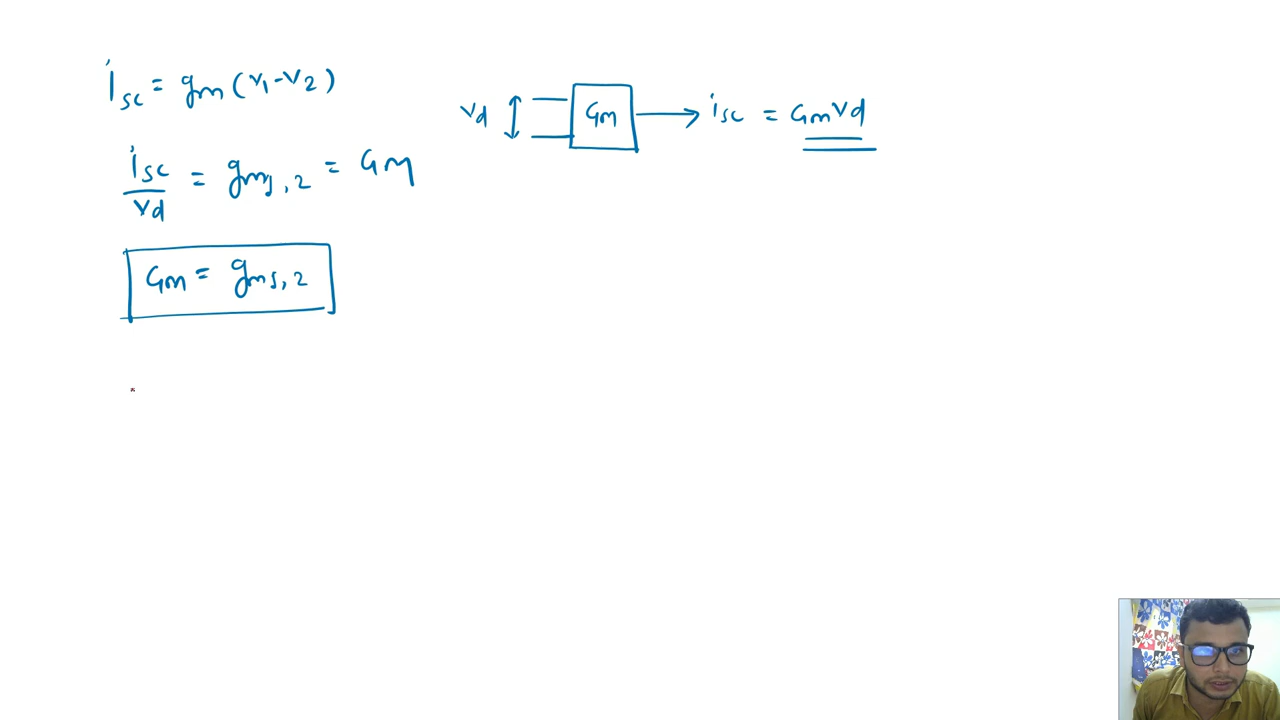 isc = gm (v1-v2)
isc/vd = gm1,2 = Gm
Gm = gm1,2
vd Gm isc = Gmvd